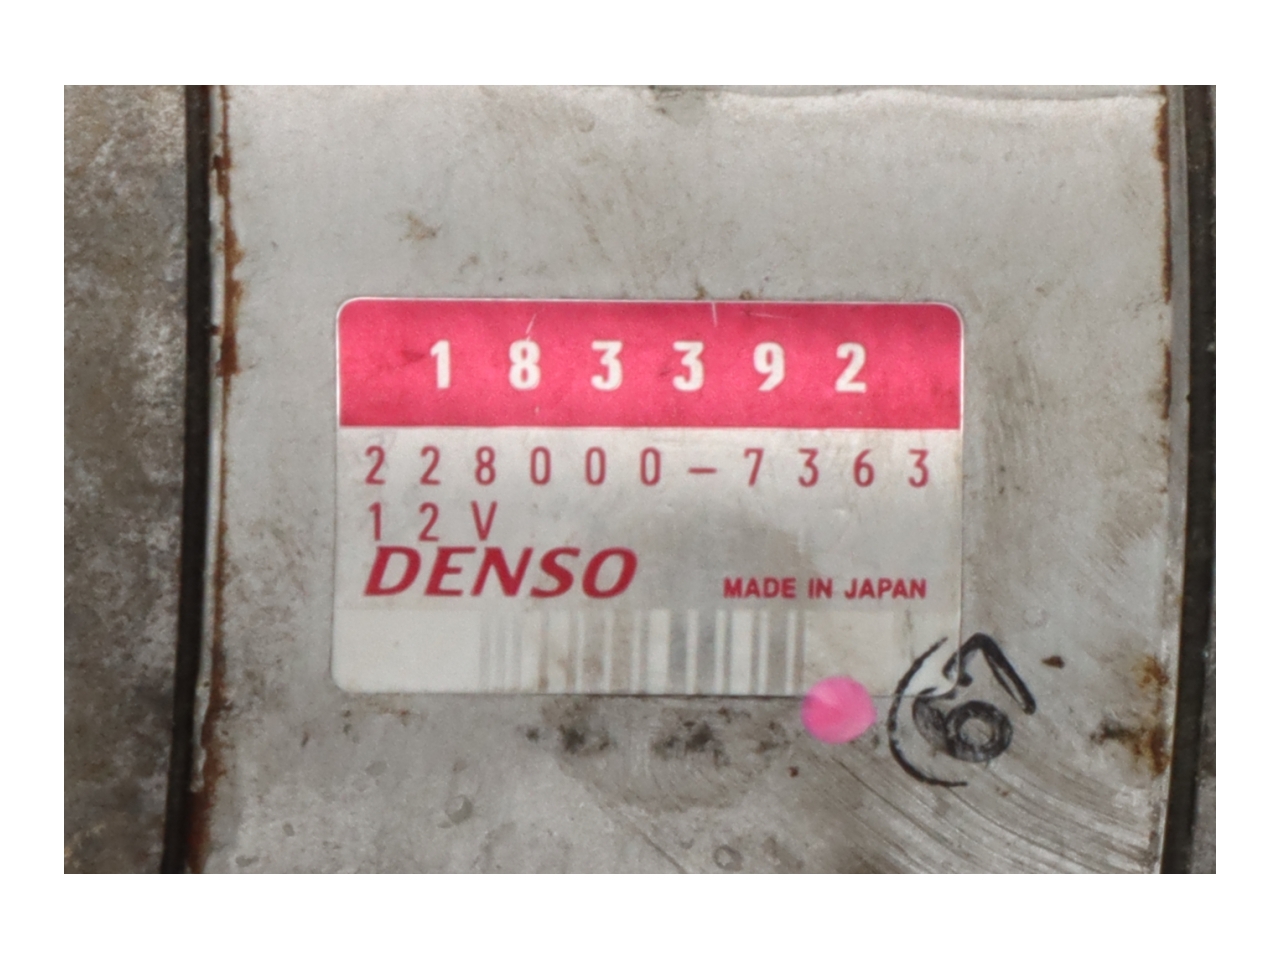 183392
228000-7363
12V
DENSO
MADE IN JAPAN